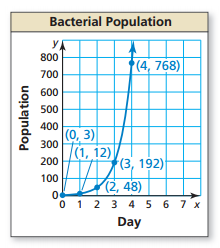 Bacterial Population
y
800
700
600
500
400
300
200
100
0
(4, 768)
(0, 3)
(1, 12)
(3, 192)
(2, 48)
0 1 2 3 4 5 6 7 x
Population
Day